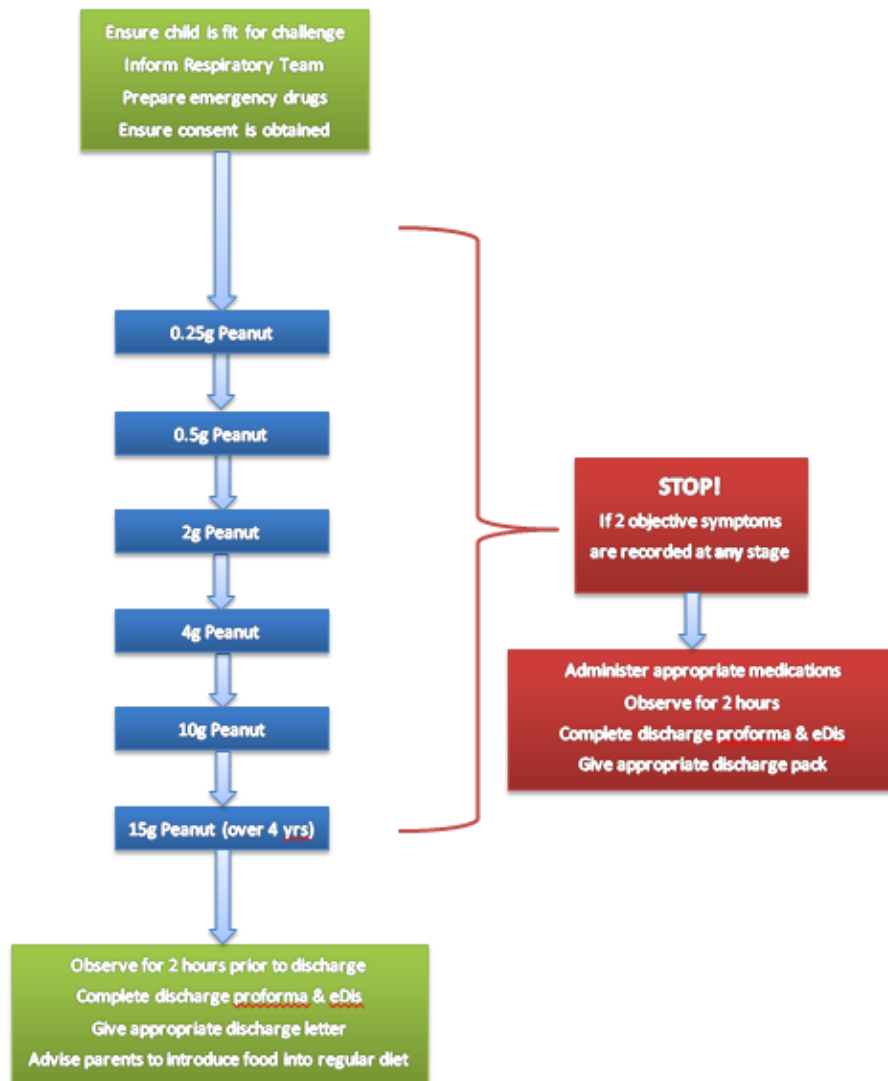 Ensure child is fit for challenge
Inform Respiratory Team
Prepare emergency drugs
Ensure consent is obtained
0.25g Peanut
0.5g Peanut
2g Peanut
4g Peanut
10g Peanut
15g Peanut (over 4 yrs)
Observe for 2 hours prior to discharge
Complete discharge proforma & eDis
Give appropriate discharge letter
Advise parents to introduce food into regular diet
STOP!
If 2 objective symptoms
are recorded at any stage
Administer appropriate medications
Observe for 2 hours
Complete discharge proforma & eDis
Give appropriate discharge pack